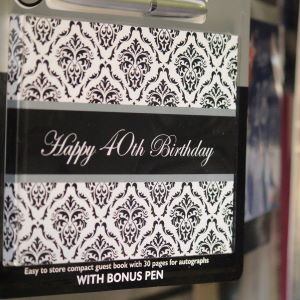 Happy 40th Birthday
Easy to store compact guest book with 30 pages for autographs
WITH BONUS PEN